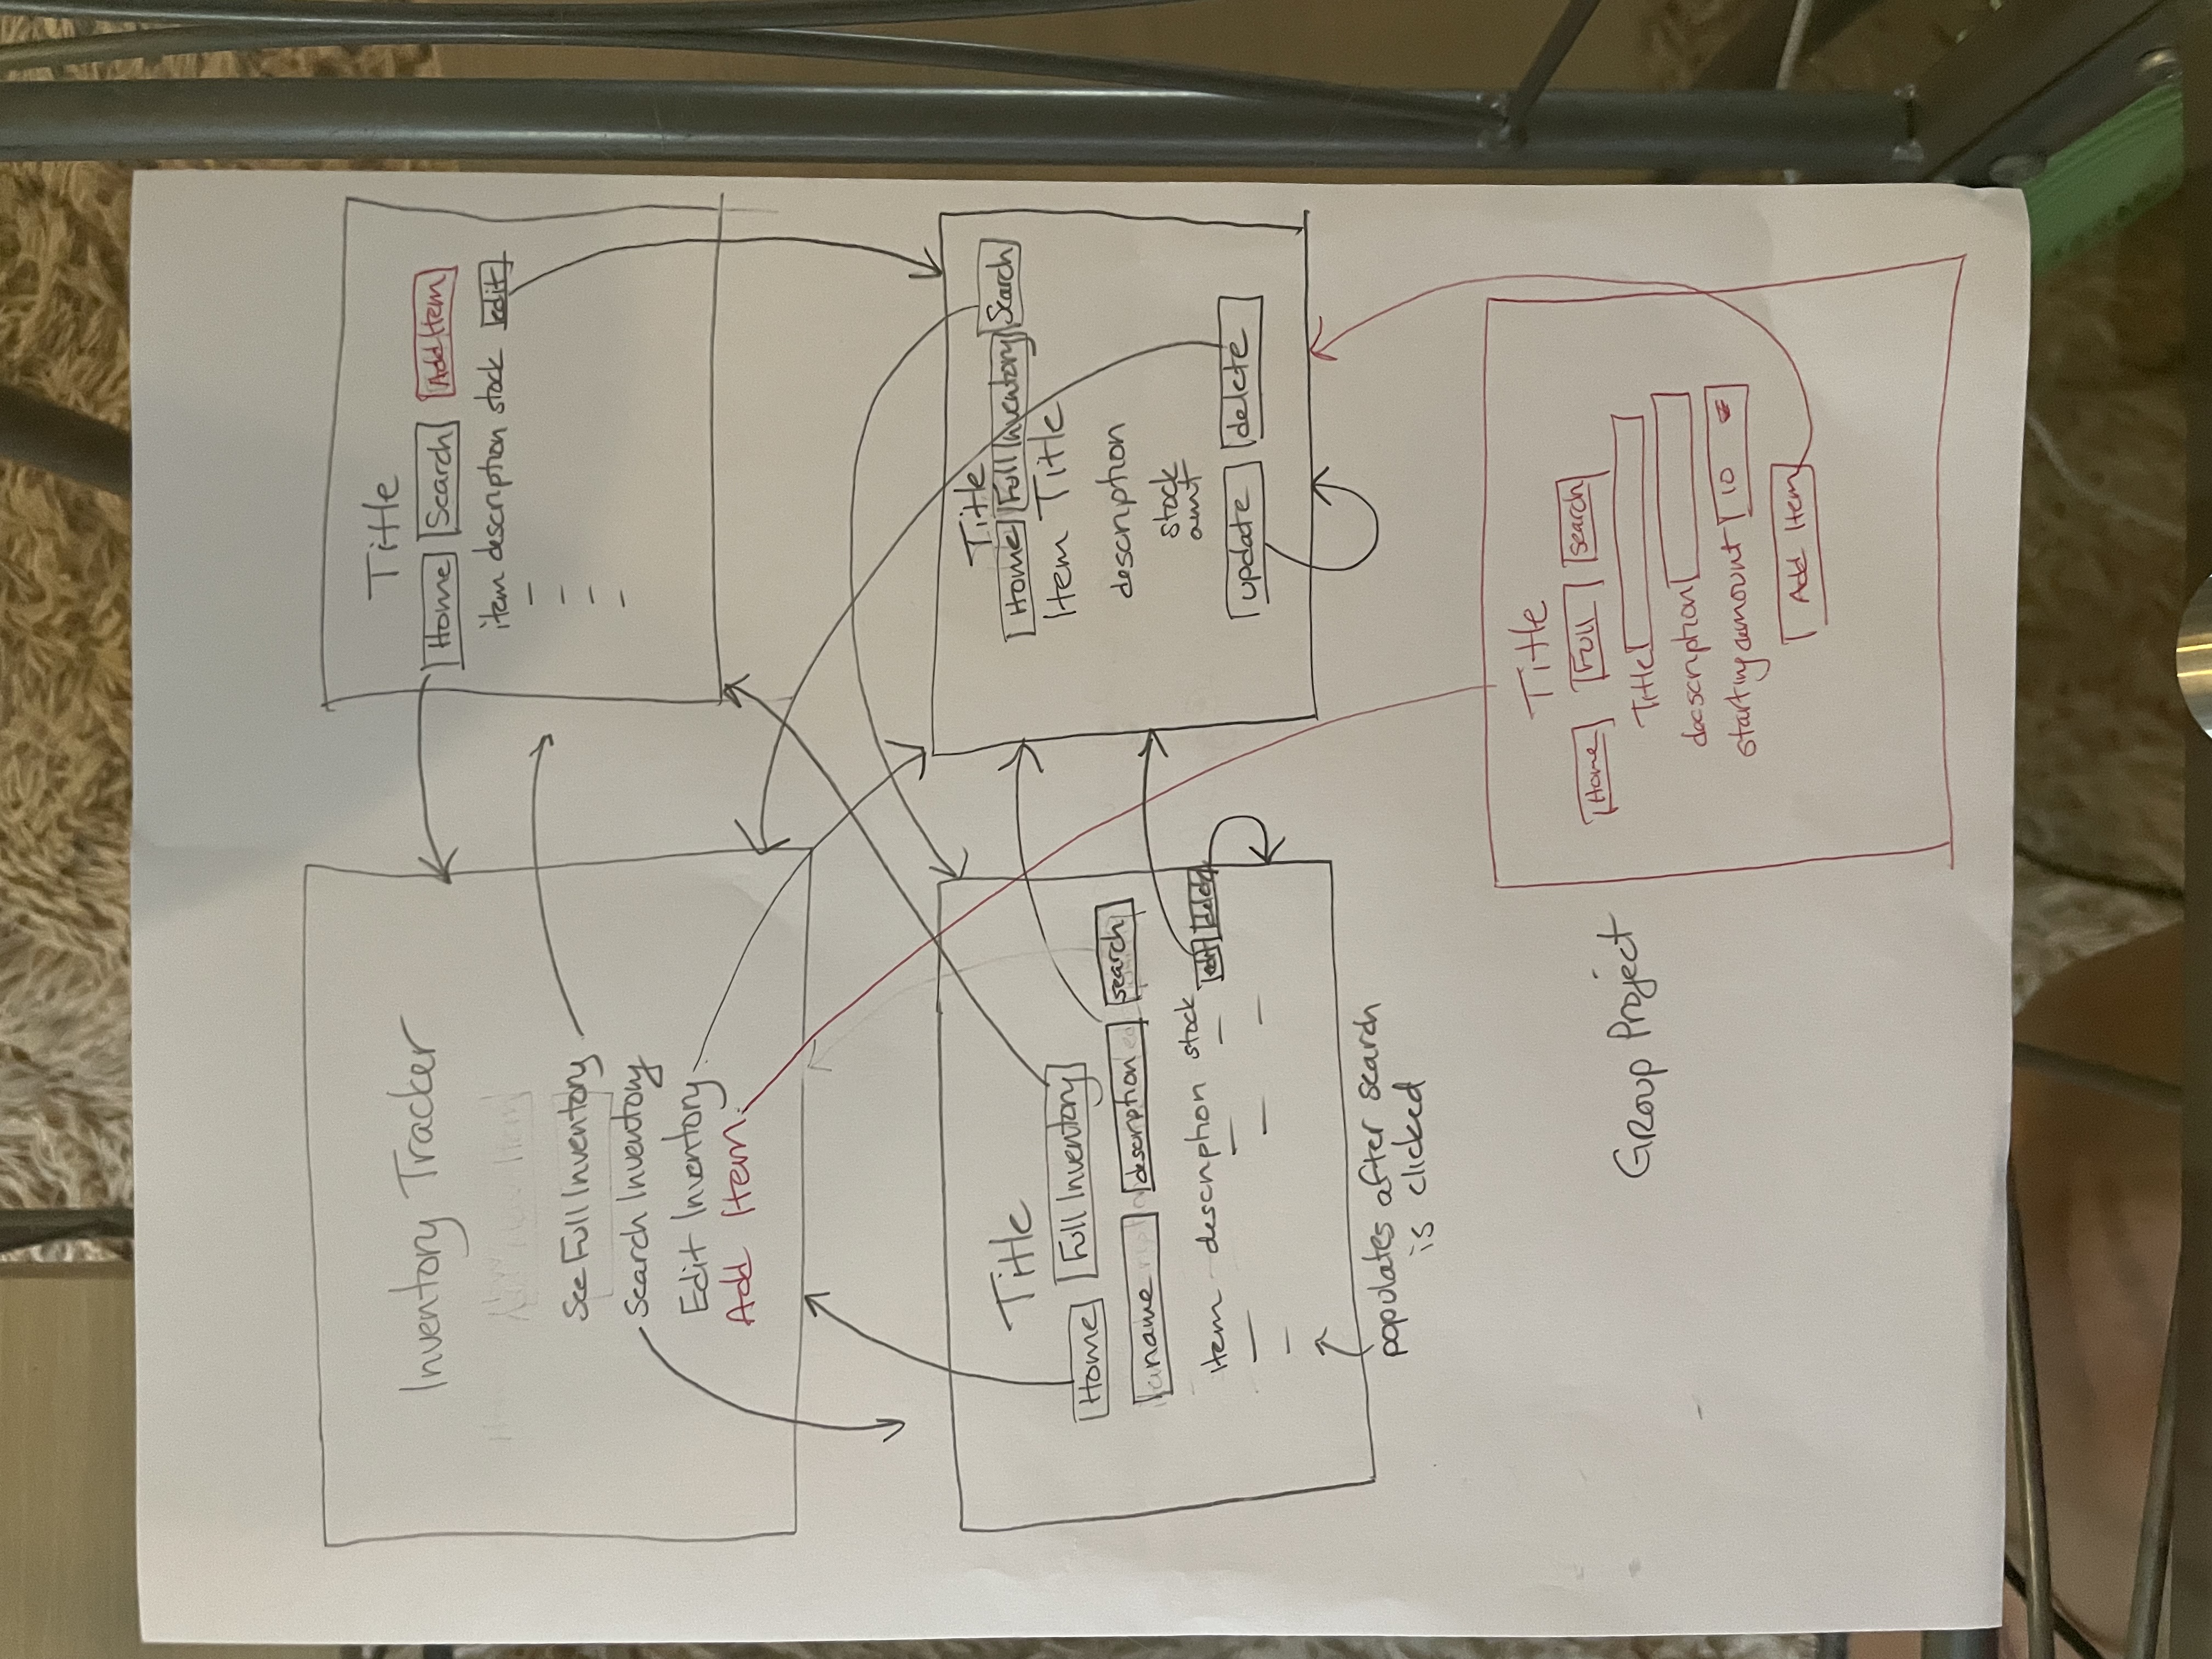 Inventory Tracker
See Full Inventory
Search Inventory
Edit Inventory
Add Item
Title
Home Search Add Item
item description stock edit
Title
Home Full Inventory
name description search
item description stock edit delete
populates after search
is clicked
Title
Home Full Inventory Search
Item Title
description
stock
amt
update delete
Group Project
Title
Home Full Search
Title
description
starting amount 10
Add Item